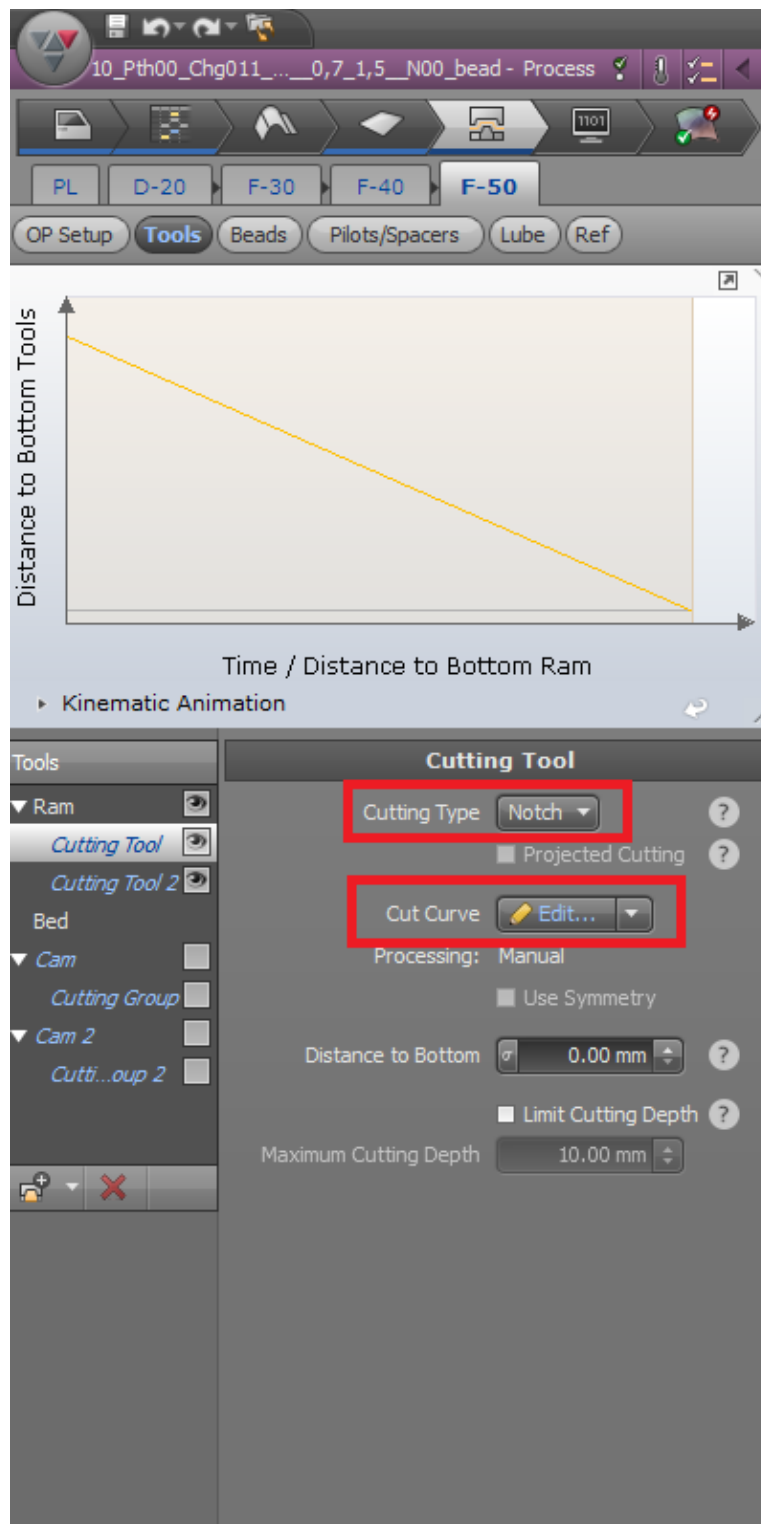 10_Pth00_Chg011_...__0,7_1,5__N00_bead - Process
1101
PL D-20 F-30 F-40 F-50
OP Setup Tools Beads Pilots/Spacers Lube Ref
Distance to Bottom Tools
Time / Distance to Bottom Ram
Kinematic Animation
Tools
Ram
Cutting Tool
Cutting Tool 2
Bed
Cam
Cutting Group
Cam 2
Cutti...oup 2
Cutting Tool
Cutting Type Notch ?
Projected Cutting ?
Cut Curve Edit...
Processing: Manual
Use Symmetry
Distance to Bottom σ 0.00 mm ?
Limit Cutting Depth ?
Maximum Cutting Depth 10.00 mm